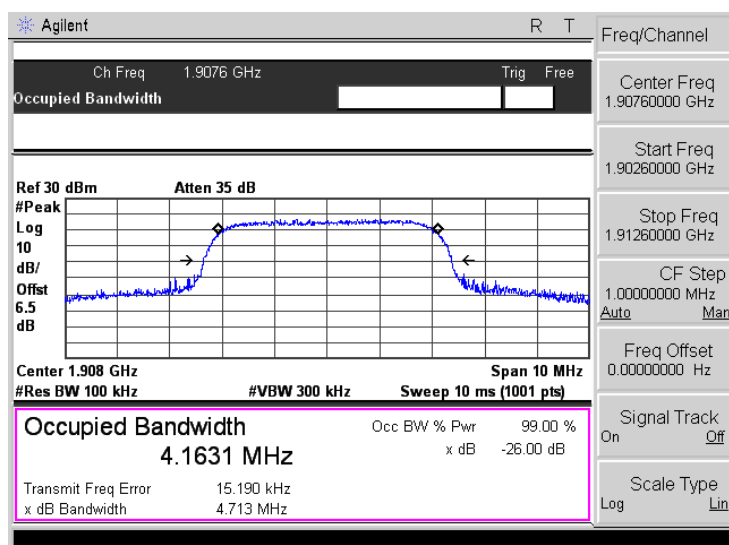 Agilent R T
Freq/Channel
Ch Freq 1.9076 GHz Trig Free
Occupied Bandwidth
Center Freq
1.90760000 GHz
Start Freq
1.90260000 GHz
Stop Freq
1.91260000 GHz
CF Step
1.00000000 MHz
Auto Man
Freq Offset
0.00000000 Hz
Signal Track
On Off
Scale Type
Log Lin
Ref 30 dBm Atten 35 dB
#Peak
Log
10
dB/
Offst
6.5
dB
Center 1.908 GHz Span 10 MHz
#Res BW 100 kHz #VBW 300 kHz Sweep 10 ms (1001 pts)
Occupied Bandwidth Occ BW % Pwr 99.00 %
4.1631 MHz x dB -26.00 dB
Transmit Freq Error 15.190 kHz
x dB Bandwidth 4.713 MHz